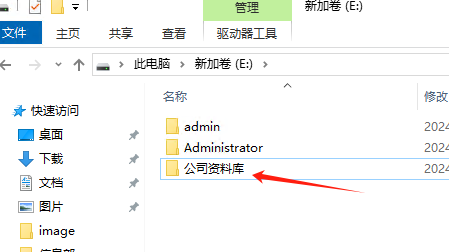 管理 新加卷 (E:)
文件 主页 共享 查看 驱动器工具
此电脑 新加卷 (E:)
名称 修改
快速访问
桌面
下载
文档
图片
image
admin 2024
Administrator 2024
公司资料库 2024